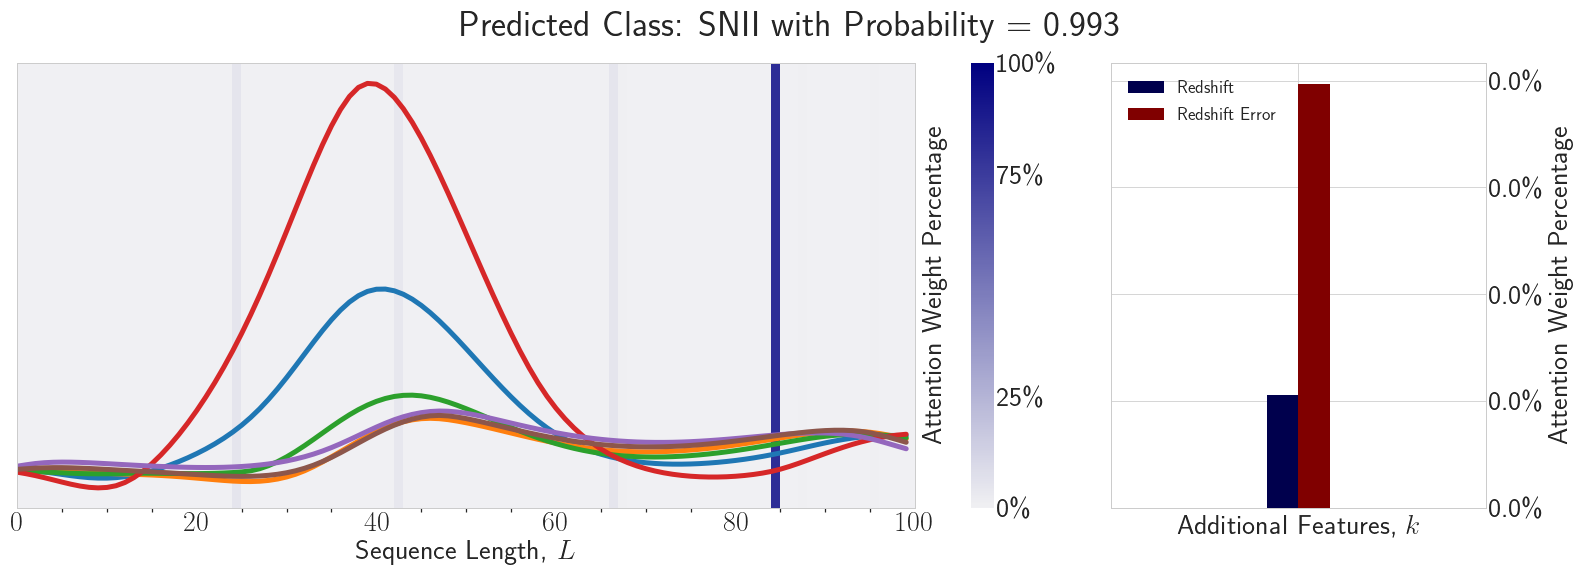 Predicted Class: SNII with Probability = 0.993
0
20
40
60
80
100
Sequence Length, L
100%
75%
25%
0%
Attention Weight Percentage
Redshift
Redshift Error
0.0%
0.0%
0.0%
0.0%
0.0%
Attention Weight Percentage
Additional Features, k